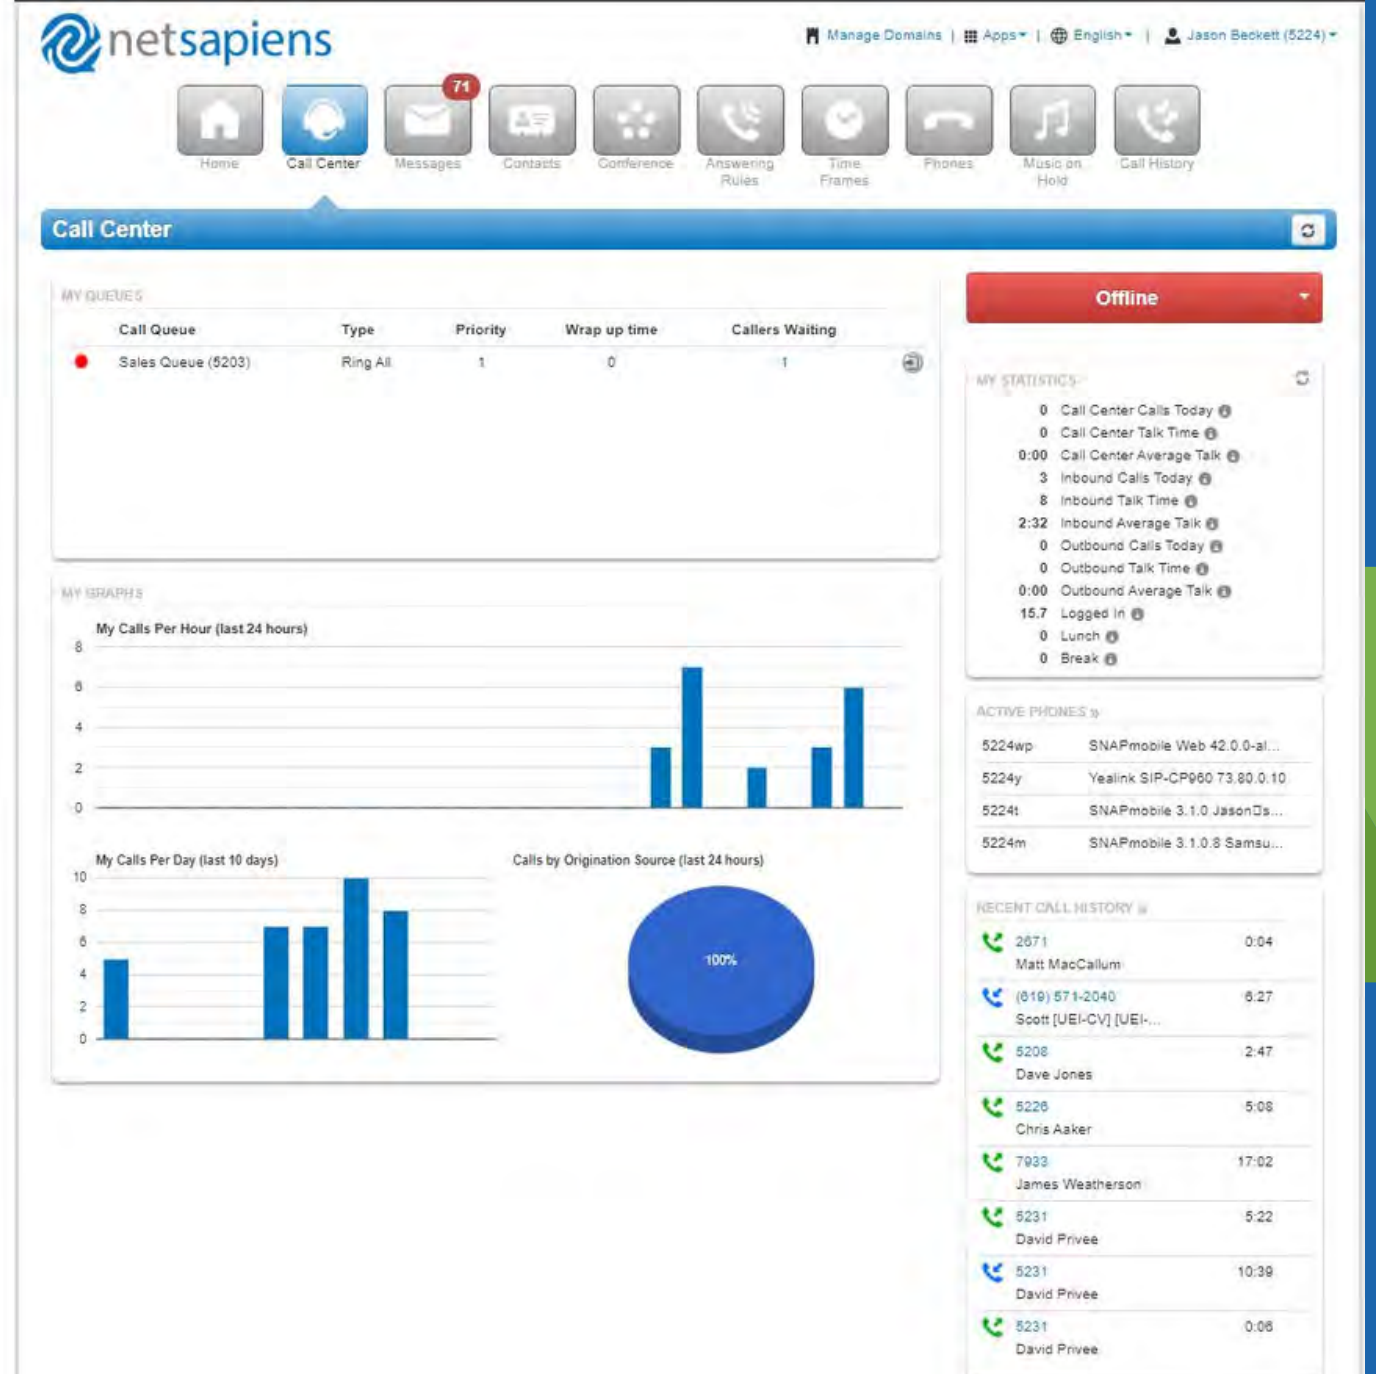 netsapiens
Manage Domains | Apps | English | Jason Beckett (5224)
71
Home
Call Center
Messages
Contacts
Conference
Answering Rules
Time Frames
Phones
Music on Hold
Call History
Call Center
MY QUEUES
Call Queue Type Priority Wrap up time Callers Waiting
Sales Queue (5203) Ring All 1 0 1
MY GRAPHS
My Calls Per Hour (last 24 hours)
8
6
4
2
0
My Calls Per Day (last 10 days)
10
8
6
4
2
0
Calls by Origination Source (last 24 hours)
100%
Offline
MY STATISTICS
0 Call Center Calls Today
0 Call Center Talk Time
0:00 Call Center Average Talk
3 Inbound Calls Today
8 Inbound Talk Time
2:32 Inbound Average Talk
0 Outbound Calls Today
0 Outbound Talk Time
0:00 Outbound Average Talk
15.7 Logged In
0 Lunch
0 Break
ACTIVE PHONES »
5224wp SNAPmobile Web 42.0.0-al...
5224y Yealink SIP-CP960 73.80.0.10
5224t SNAPmobile 3.1.0 Jason□s...
5224m SNAPmobile 3.1.0.8 Samsu...
RECENT CALL HISTORY »
2671 0:04
Matt MacCallum
(619) 571-2040 6:27
Scott [UEI-CV] [UEI-...
5208 2:47
Dave Jones
5226 5:08
Chris Aaker
7933 17:02
James Weatherson
5231 5:22
David Privee
5231 10:39
David Privee
5231 0:06
David Privee